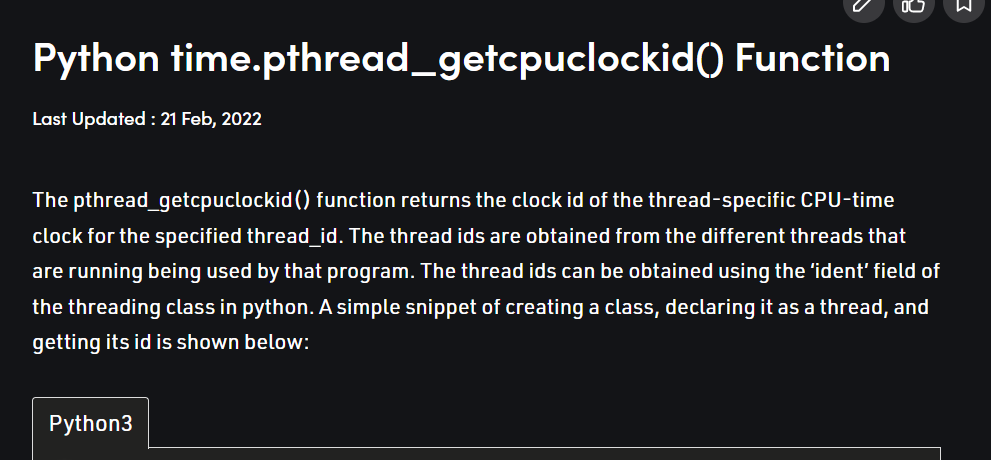 Python time.pthread_getcpuclockid() Function
Last Updated : 21 Feb, 2022
The pthread_getcpuclockid() function returns the clock id of the thread-specific CPU-time
clock for the specified thread_id. The thread ids are obtained from the different threads that
are running being used by that program. The thread ids can be obtained using the ‘ident’ field of
the threading class in python. A simple snippet of creating a class, declaring it as a thread, and
getting its id is shown below:
Python3